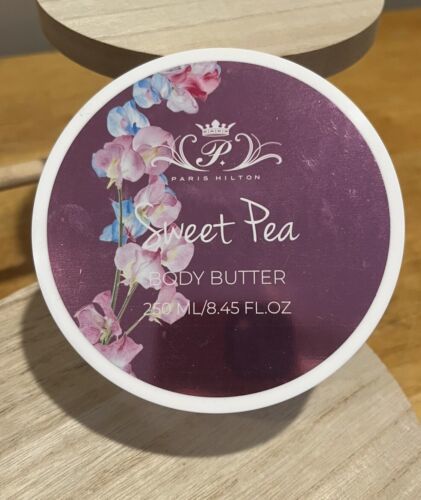 P
PARIS HILTON
Sweet Pea
BODY BUTTER
250 ML/8.45 FL.OZ